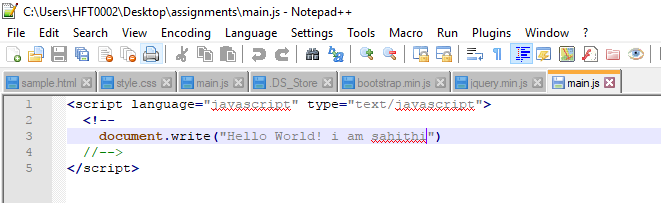 C:\Users\HFT0002\Desktop\assignments\main.js - Notepad++
File Edit Search View Encoding Language Settings Tools Macro Run Plugins Window ?
sample.html style.css main.js .DS_Store bootstrap.min.js jquery.min.js main.js
1 <script language="javascript" type="text/javascript">
2 <!--
3 document.write("Hello World! i am sahithi")
4 //-->
5 </script>